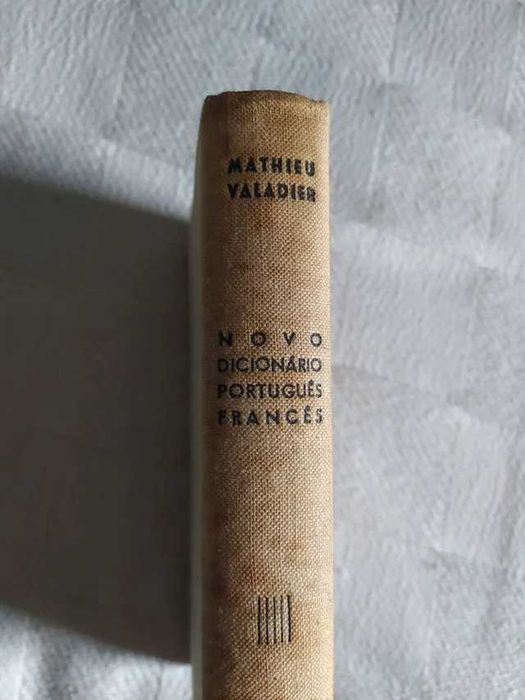 MATHIEU
VALADIER
NOVO
DICIONÁRIO
PORTUGUÊS
FRANCÊS